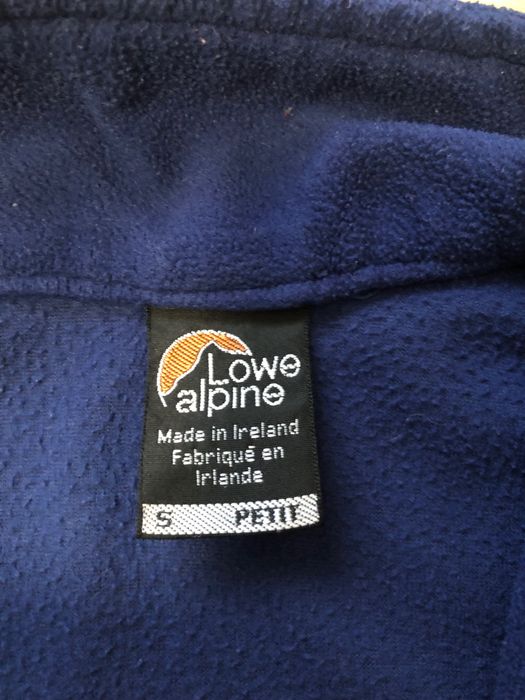 Lowe
alpine
Made in Ireland
Fabriqué en
Irlande
S PETIT